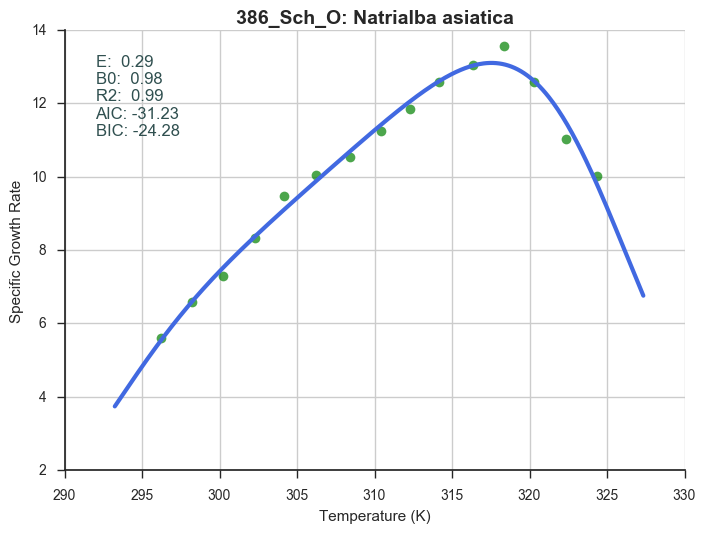 386_Sch_O: Natrialba asiatica
E: 0.29
B0: 0.98
R2: 0.99
AIC: -31.23
BIC: -24.28
Specific Growth Rate
14
12
10
8
6
4
2
290 295 300 305 310 315 320 325 330
Temperature (K)